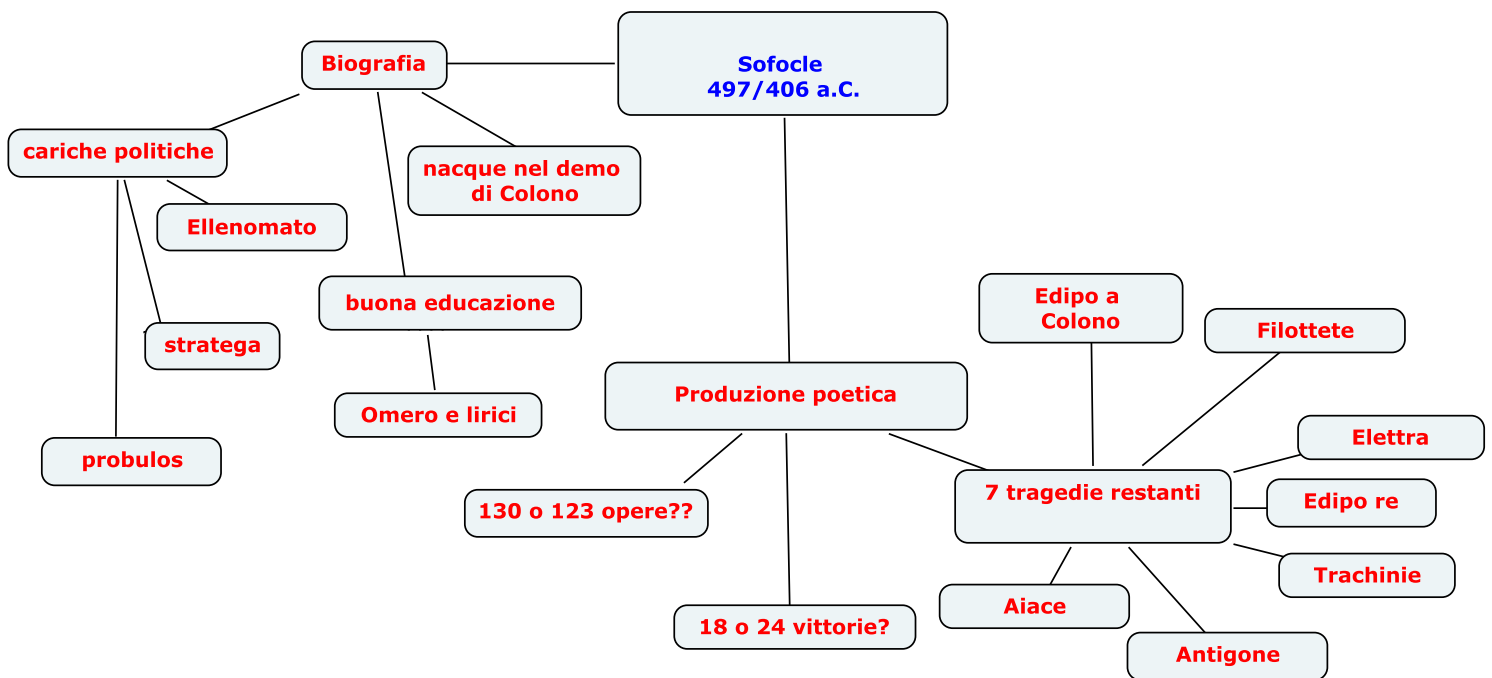 Sofocle
497/406 a.C.
Biografia
cariche politiche
nacque nel demo
di Colono
Ellenomato
buona educazione
stratega
Omero e lirici
probulos
Produzione poetica
130 o 123 opere??
18 o 24 vittorie?
7 tragedie restanti
Edipo a
Colono
Filottete
Elettra
Edipo re
Trachinie
Aiace
Antigone